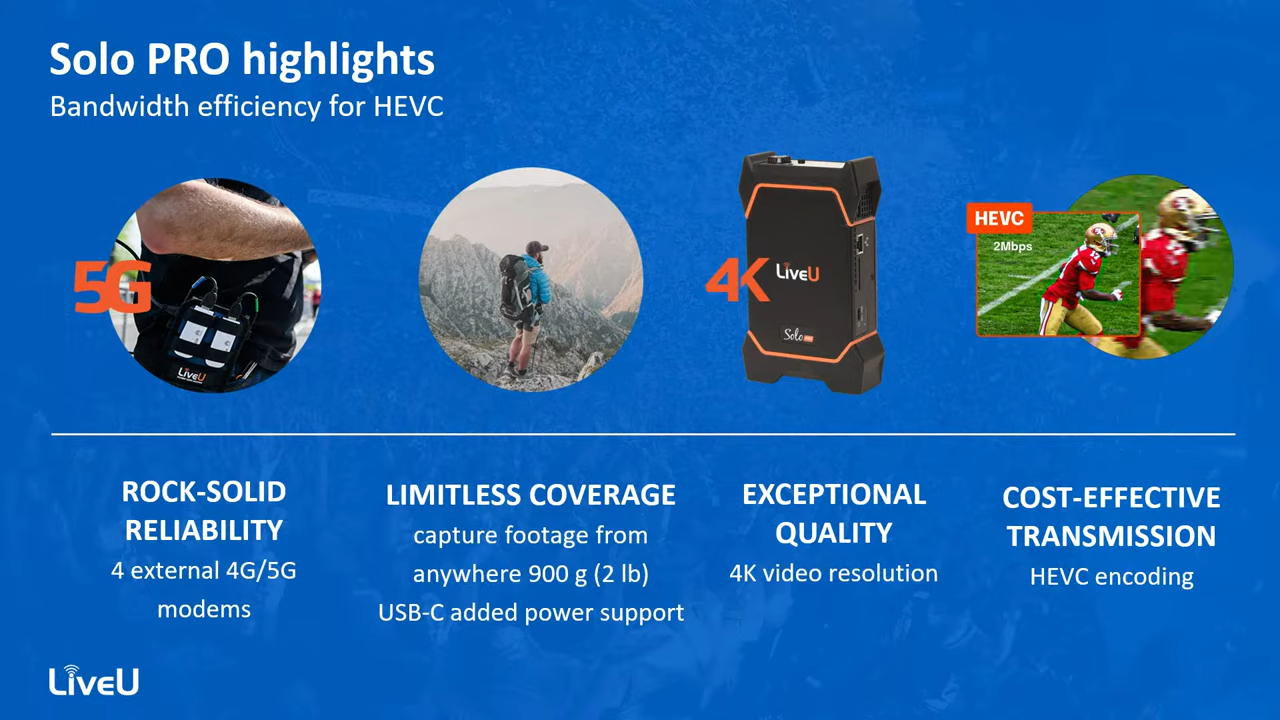 Solo PRO highlights
Bandwidth efficiency for HEVC
5G
LiveU
4K
LiveU
Solo PRO
HEVC
2Mbps
ROCK-SOLID
RELIABILITY
4 external 4G/5G
modems
LIMITLESS COVERAGE
capture footage from
anywhere 900 g (2 lb)
USB-C added power support
EXCEPTIONAL
QUALITY
4K video resolution
COST-EFFECTIVE
TRANSMISSION
HEVC encoding
LiveU